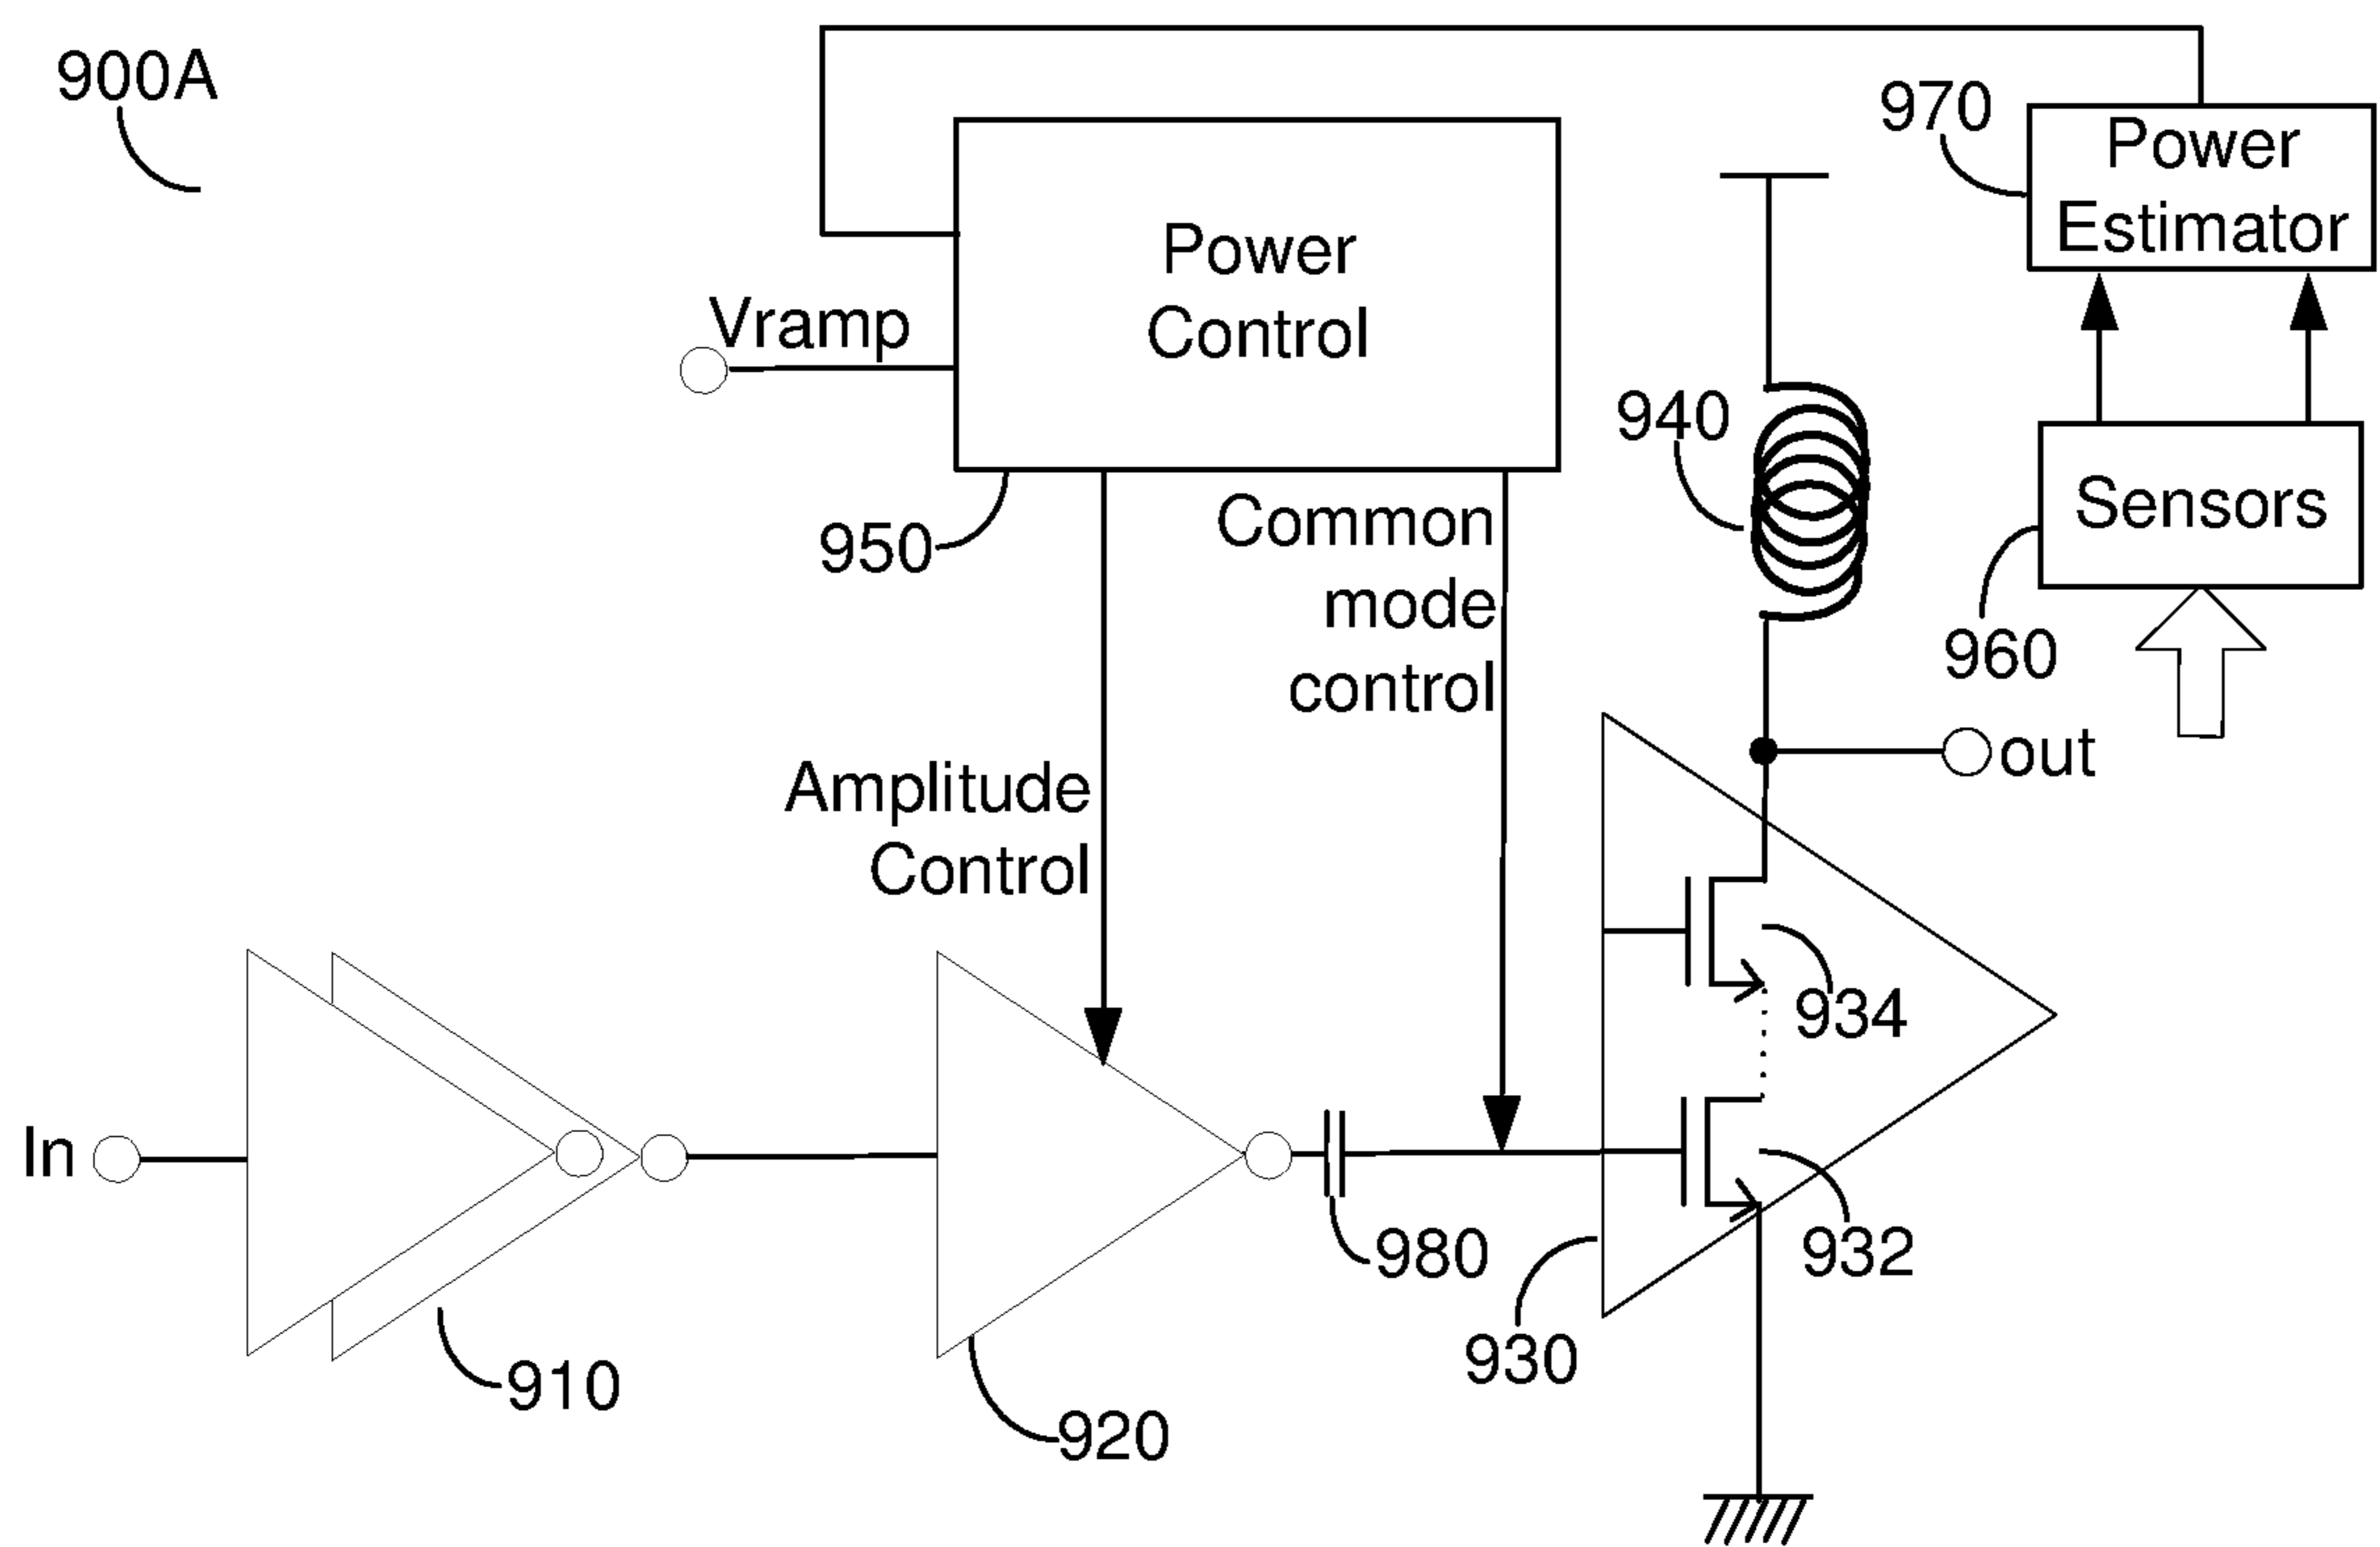 900A
970
Power
Estimator
Power
Control
Vramp
940
Sensors
950
Common
mode
control
960
out
Amplitude
Control
934
In
980
932
930
910
920